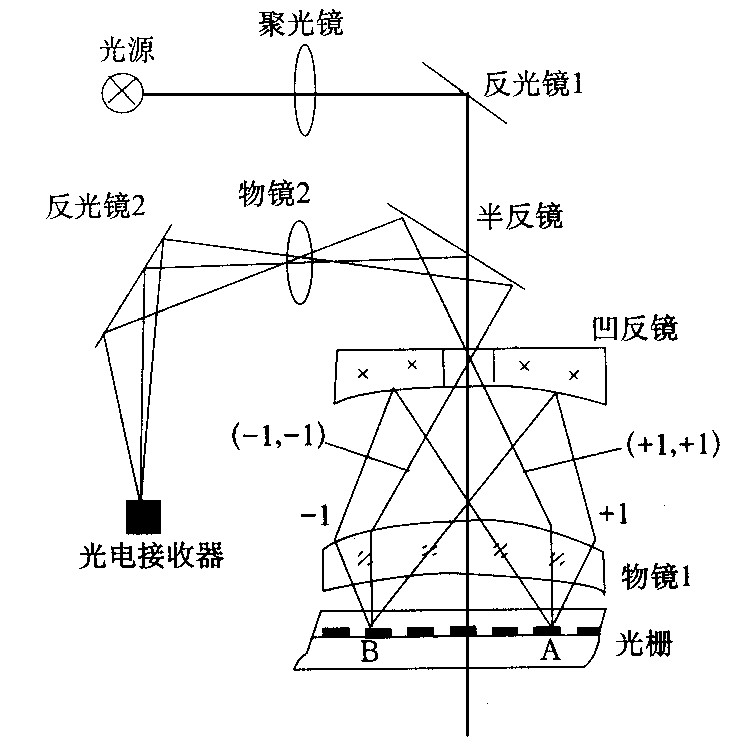 聚光镜
光源
反光镜1
反光镜2
物镜2
半反镜
凹反镜
(-1,-1)
(+1,+1)
-1
+1
光电接收器
物镜1
光栅
B
A